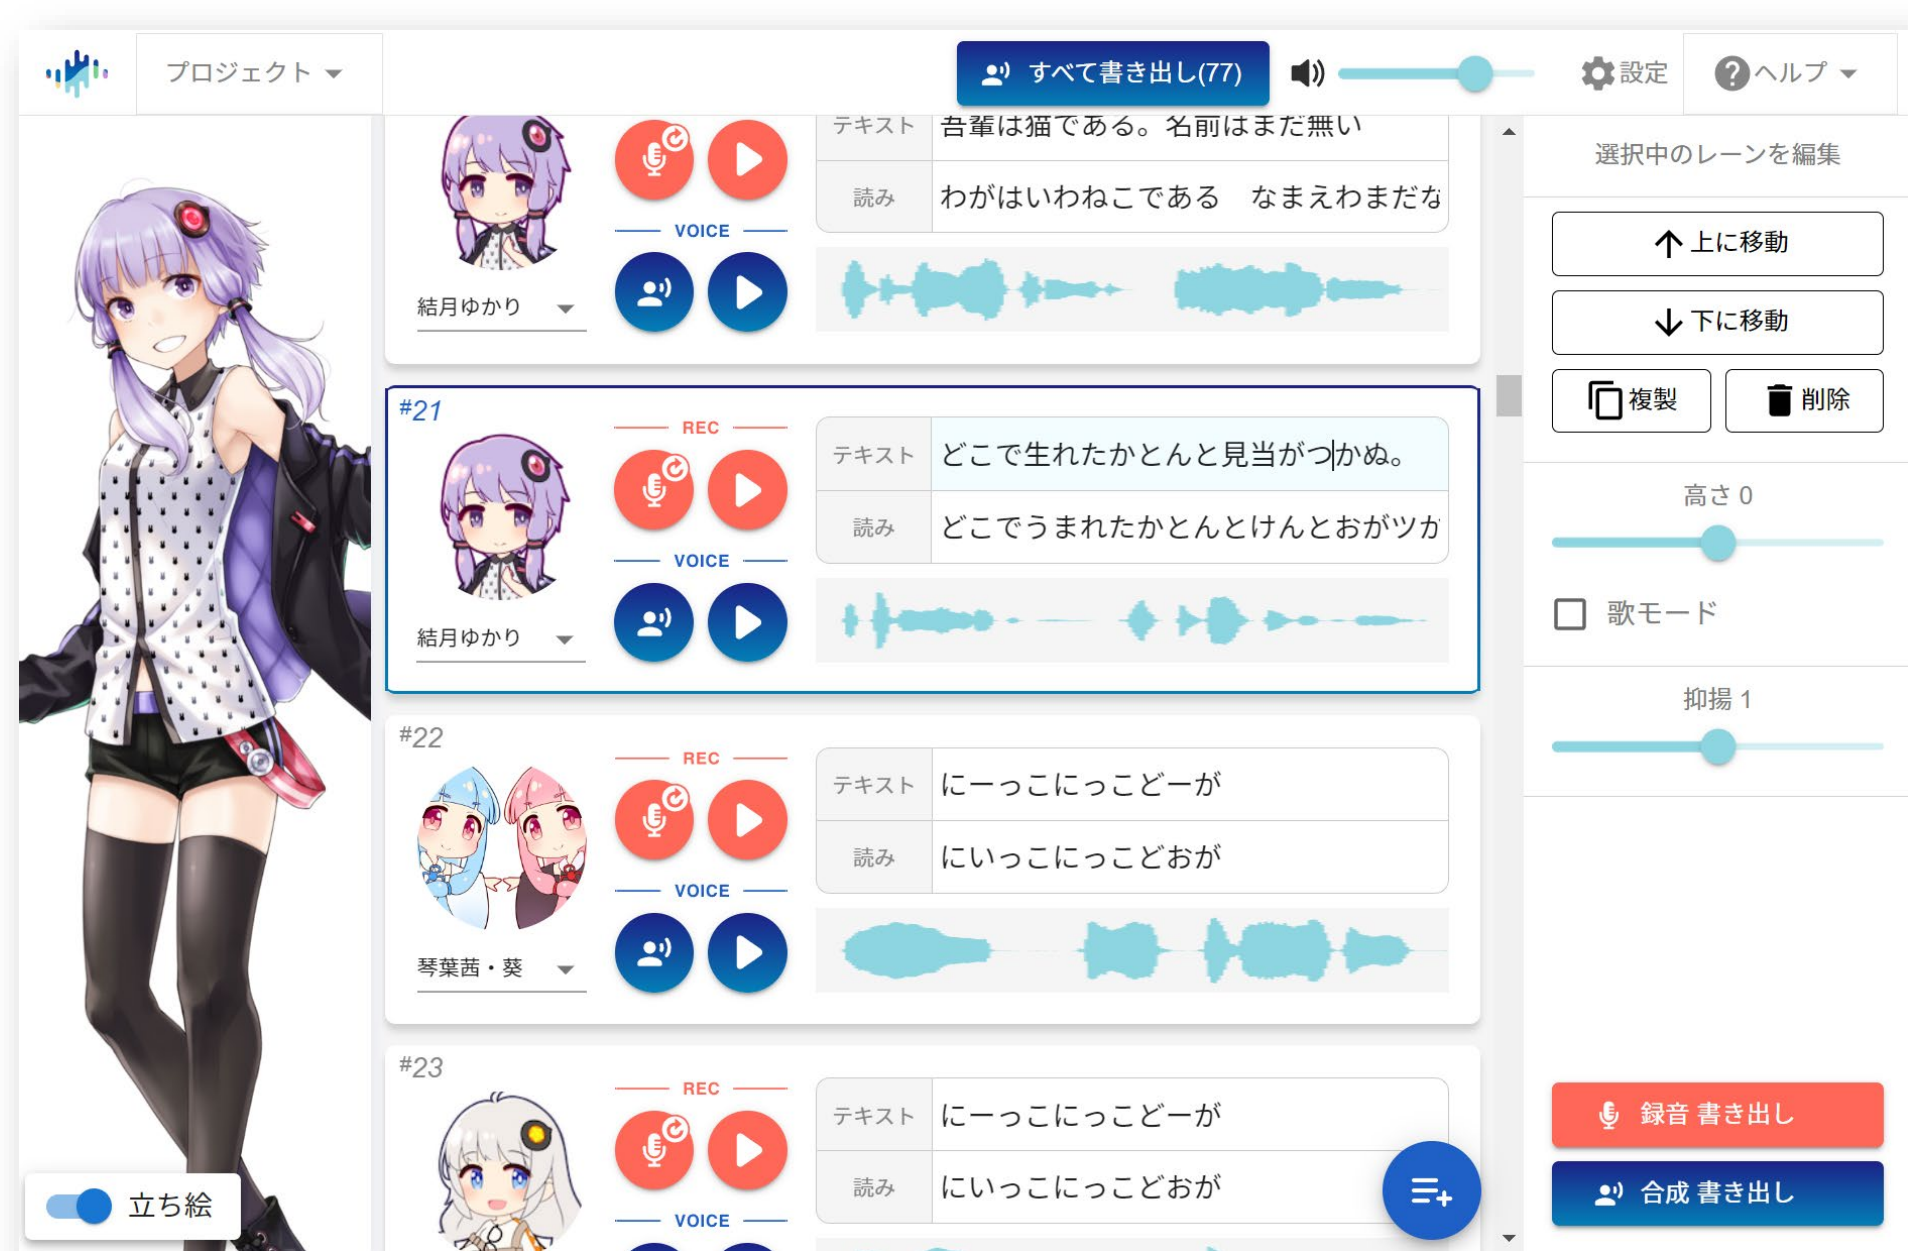 プロジェクト
すべて書き出し(77)
設定
ヘルプ
テキスト 吾輩は猫である。名前はまだ無い
読み わがはいわねこである　なまえわまだな
VOICE
結月ゆかり
#21
REC
テキスト どこで生れたかとんと見当がつかぬ。
読み どこでうまれたかとんとけんとおがツか
VOICE
結月ゆかり
#22
REC
テキスト にーっこにっこどーが
読み にいっこにっこどおが
VOICE
琴葉茜・葵
#23
REC
テキスト にーっこにっこどーが
読み にいっこにっこどおが
VOICE
立ち絵
選択中のレーンを編集
上に移動
下に移動
複製 削除
高さ 0
歌モード
抑揚 1
録音 書き出し
合成 書き出し